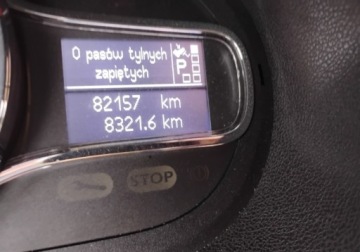 0 pasów tylnych
zapiętych
P
82157 km
8321.6 km
STOP